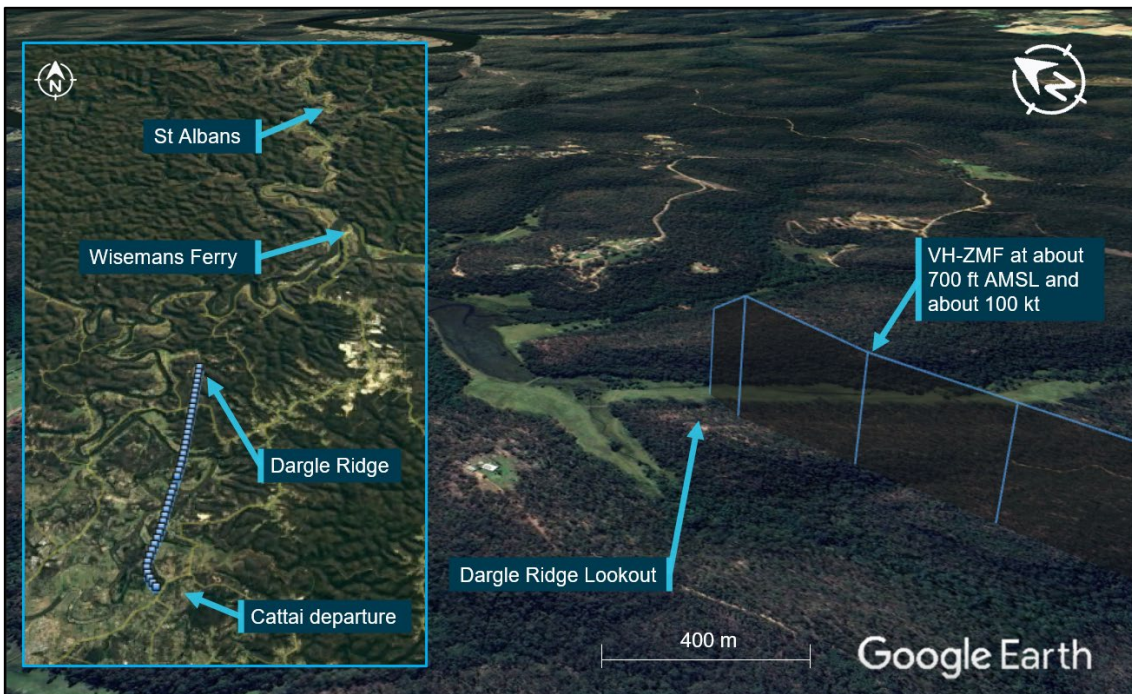 N
St Albans
Wisemans Ferry
Dargle Ridge
Cattai departure
N
VH-ZMF at about
700 ft AMSL and
about 100 kt
Dargle Ridge Lookout
400 m
Google Earth